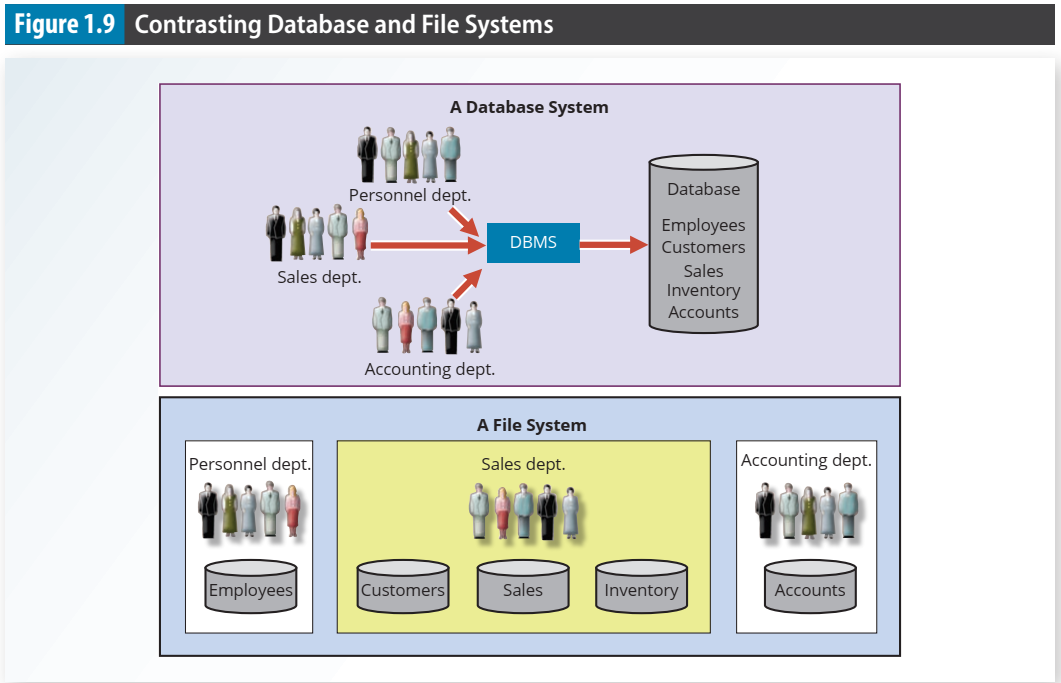 Figure 1.9 Contrasting Database and File Systems
A Database System
Personnel dept.
Sales dept.
Accounting dept.
DBMS
Database
Employees
Customers
Sales
Inventory
Accounts
A File System
Personnel dept.
Employees
Sales dept.
Customers
Sales
Inventory
Accounting dept.
Accounts